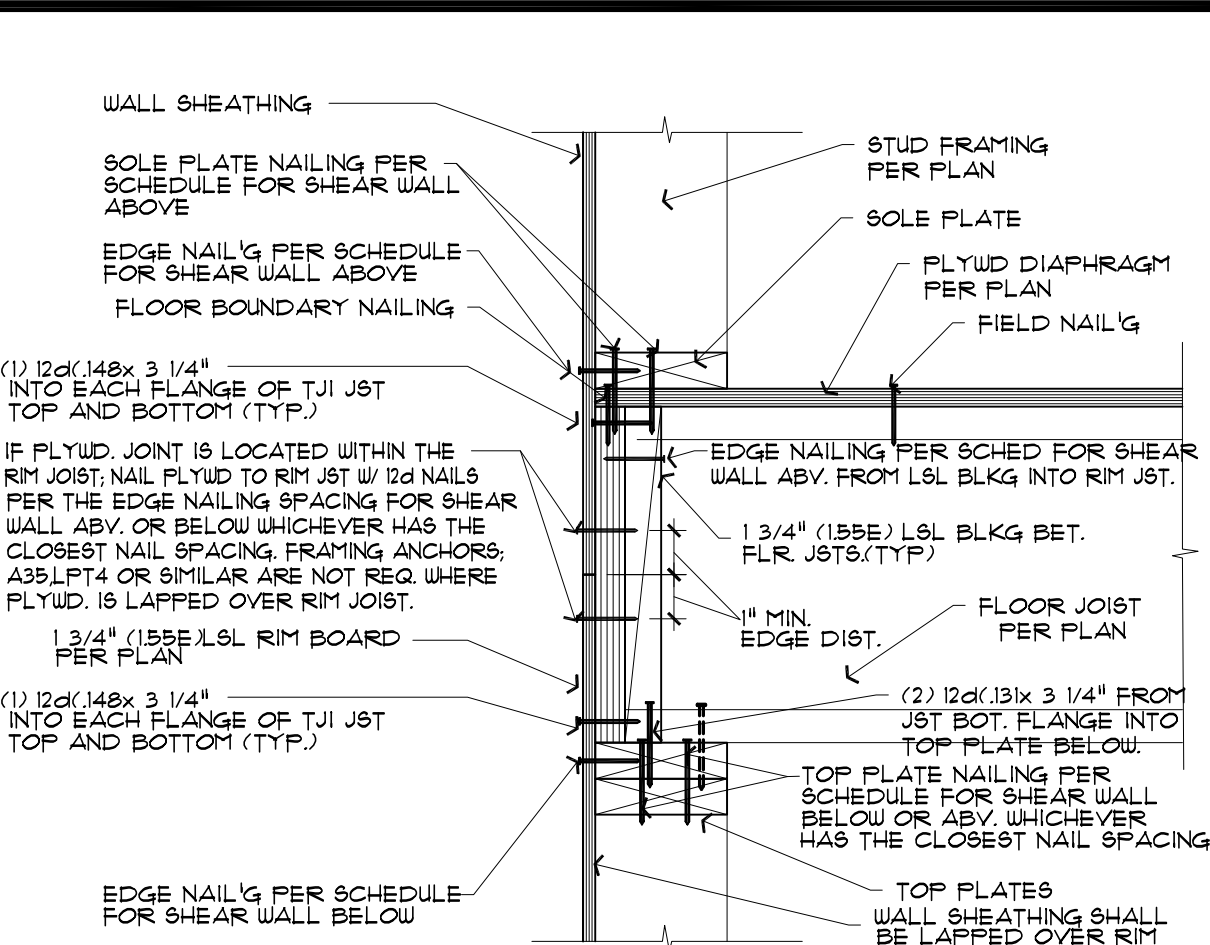 WALL SHEATHING
SOLE PLATE NAILING PER
SCHEDULE FOR SHEAR WALL
ABOVE
EDGE NAIL'G PER SCHEDULE
FOR SHEAR WALL ABOVE
FLOOR BOUNDARY NAILING
(1) 12d(.148x 3 1/4"
INTO EACH FLANGE OF TJI JST
TOP AND BOTTOM (TYP.)
IF PLYWD. JOINT IS LOCATED WITHIN THE
RIM JOIST; NAIL PLYWD TO RIM JST W/ 12d NAILS
PER THE EDGE NAILING SPACING FOR SHEAR
WALL ABV. OR BELOW WHICHEVER HAS THE
CLOSEST NAIL SPACING. FRAMING ANCHORS;
A35,LPT4 OR SIMILAR ARE NOT REQ. WHERE
PLYWD. IS LAPPED OVER RIM JOIST.
1 3/4" (1.55E)LSL RIM BOARD
PER PLAN
(1) 12d(.148x 3 1/4"
INTO EACH FLANGE OF TJI JST
TOP AND BOTTOM (TYP.)
EDGE NAIL'G PER SCHEDULE
FOR SHEAR WALL BELOW
STUD FRAMING
PER PLAN
SOLE PLATE
PLYWD DIAPHRAGM
PER PLAN
FIELD NAIL'G
EDGE NAILING PER SCHED FOR SHEAR
WALL ABV. FROM LSL BLKG INTO RIM JST.
1 3/4" (1.55E) LSL BLKG BET.
FLR. JSTS.(TYP)
1" MIN.
EDGE DIST.
FLOOR JOIST
PER PLAN
(2) 12d(.131x 3 1/4" FROM
JST BOT. FLANGE INTO
TOP PLATE BELOW.
TOP PLATE NAILING PER
SCHEDULE FOR SHEAR WALL
BELOW OR ABV. WHICHEVER
HAS THE CLOSEST NAIL SPACING
TOP PLATES
WALL SHEATHING SHALL
BE LAPPED OVER RIM